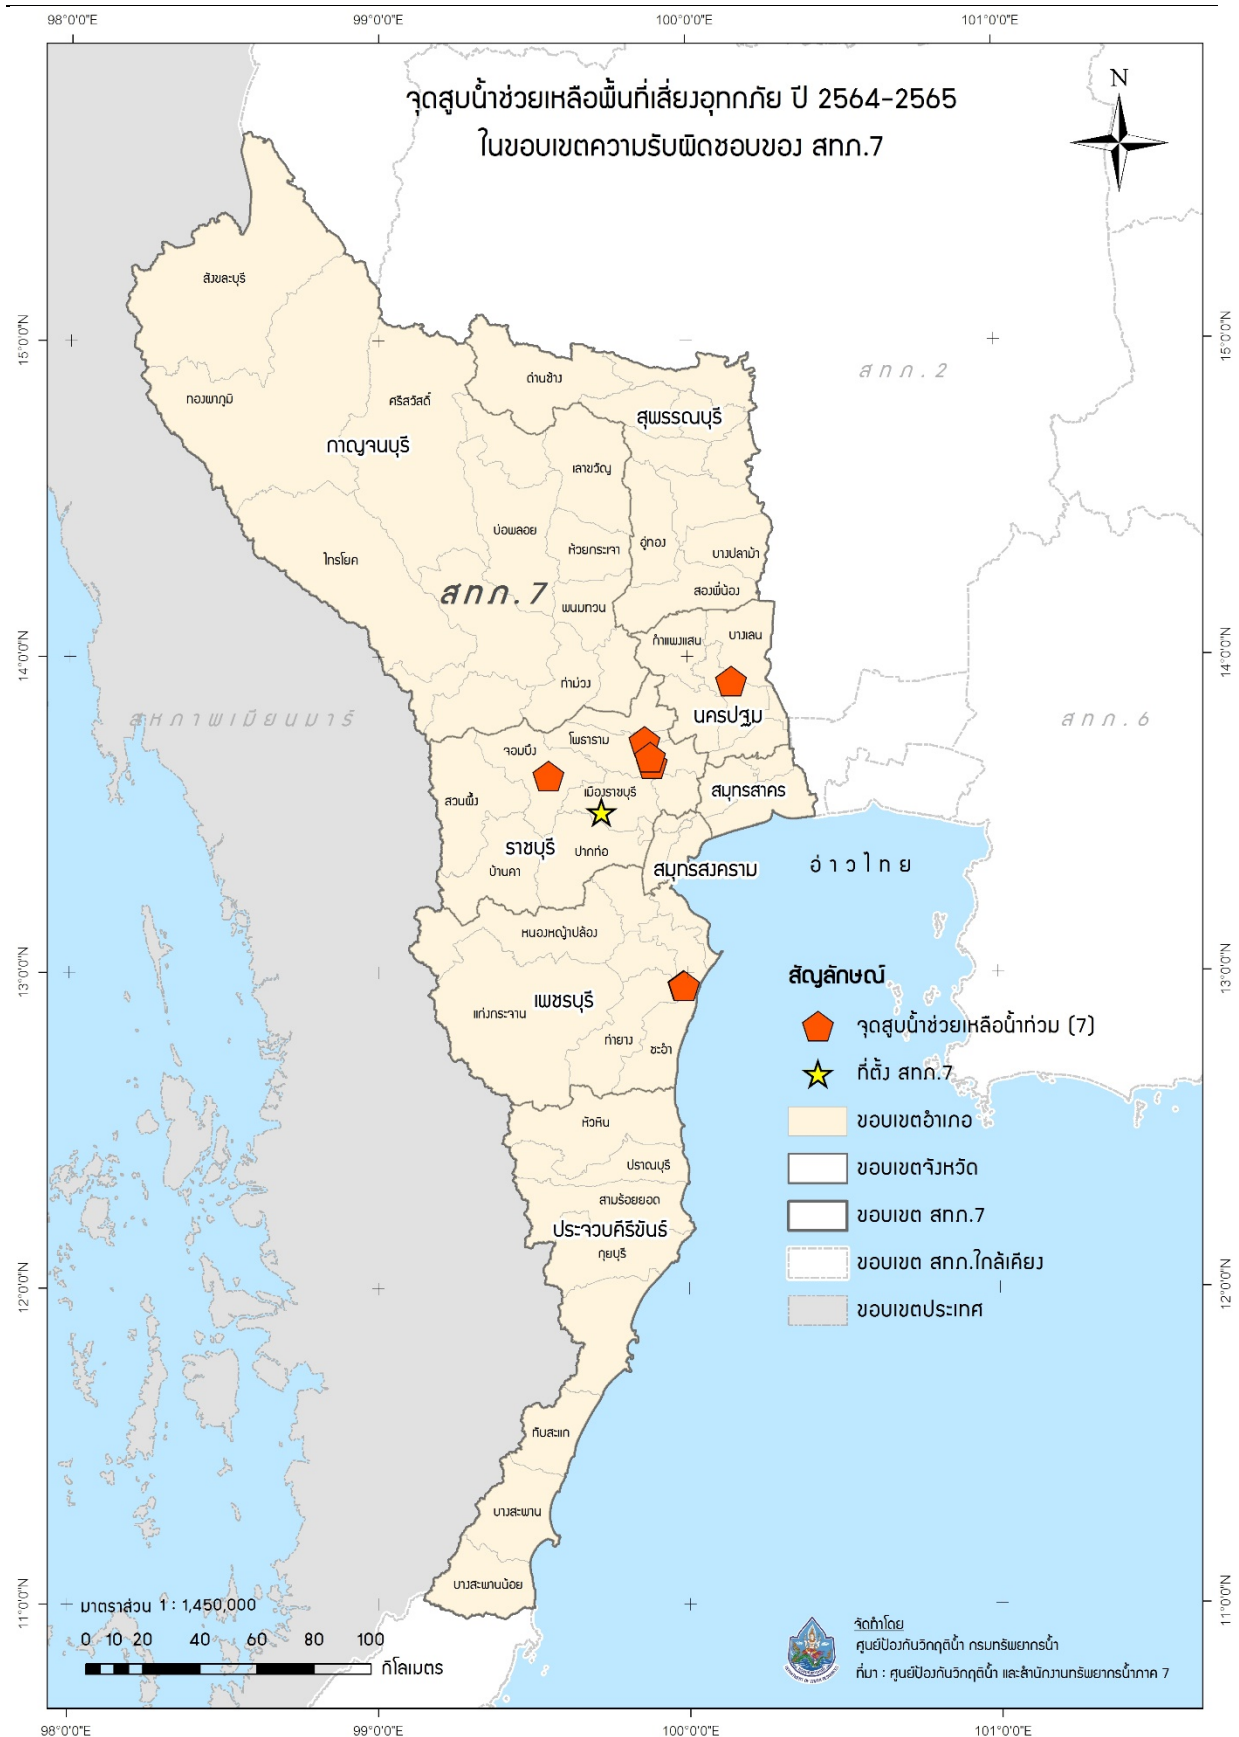 98°0'0"E
99°0'0"E
100°0'0"E
101°0'0"E
จุดสูบน้ำช่วยเหลือพื้นที่เสี่ยงอุทกภัย ปี 2564-2565
ในขอบเขตความรับผิดชอบของ สทภ.7
N
สังขละบุรี
15°0'0"N
15°0'0"N
ด่านช้าง
สทภ.2
ทองผาภูมิ
ศรีสวัสดิ์
สุพรรณบุรี
กาญจนบุรี
เลาขวัญ
บ่อพลอย
อู่ทอง
ห้วยกระเจา
บางปลาม้า
ไทรโยค
สทภ.7
สองพี่น้อง
พนมทวน
กำแพงแสน
บางเลน
14°0'0"N
14°0'0"N
ท่าม่วง
สหภาพเมียนมาร์
นครปฐม
สทภ.6
จอมบึง
โพธาราม
สวนผึ้ง
เมืองราชบุรี
สมุทรสาคร
ราชบุรี
ปากท่อ
บ้านคา
สมุทรสงคราม
อ่าวไทย
หนองหญ้าปล้อง
13°0'0"N
13°0'0"N
สัญลักษณ์
เพชรบุรี
แก่งกระจาน
จุดสูบน้ำช่วยเหลือน้ำท่วม (7)
ท่ายาง
ชะอำ
ที่ตั้ง สทภ.7
หัวหิน
ขอบเขตอำเภอ
ปราณบุรี
ขอบเขตจังหวัด
สามร้อยยอด
ขอบเขต สทภ.7
ประจวบคีรีขันธ์
กุยบุรี
ขอบเขต สทภ.ใกล้เคียง
12°0'0"N
12°0'0"N
ขอบเขตประเทศ
ทับสะแก
บางสะพาน
บางสะพานน้อย
11°0'0"N
11°0'0"N
มาตราส่วน 1 : 1,450,000
0 10 20 40 60 80 100
กิโลเมตร
จัดทำโดย
ศูนย์ป้องกันวิกฤติน้ำ กรมทรัพยากรน้ำ
ที่มา : ศูนย์ป้องกันวิกฤติน้ำ และสำนักงานทรัพยากรน้ำภาค 7
98°0'0"E
99°0'0"E
100°0'0"E
101°0'0"E